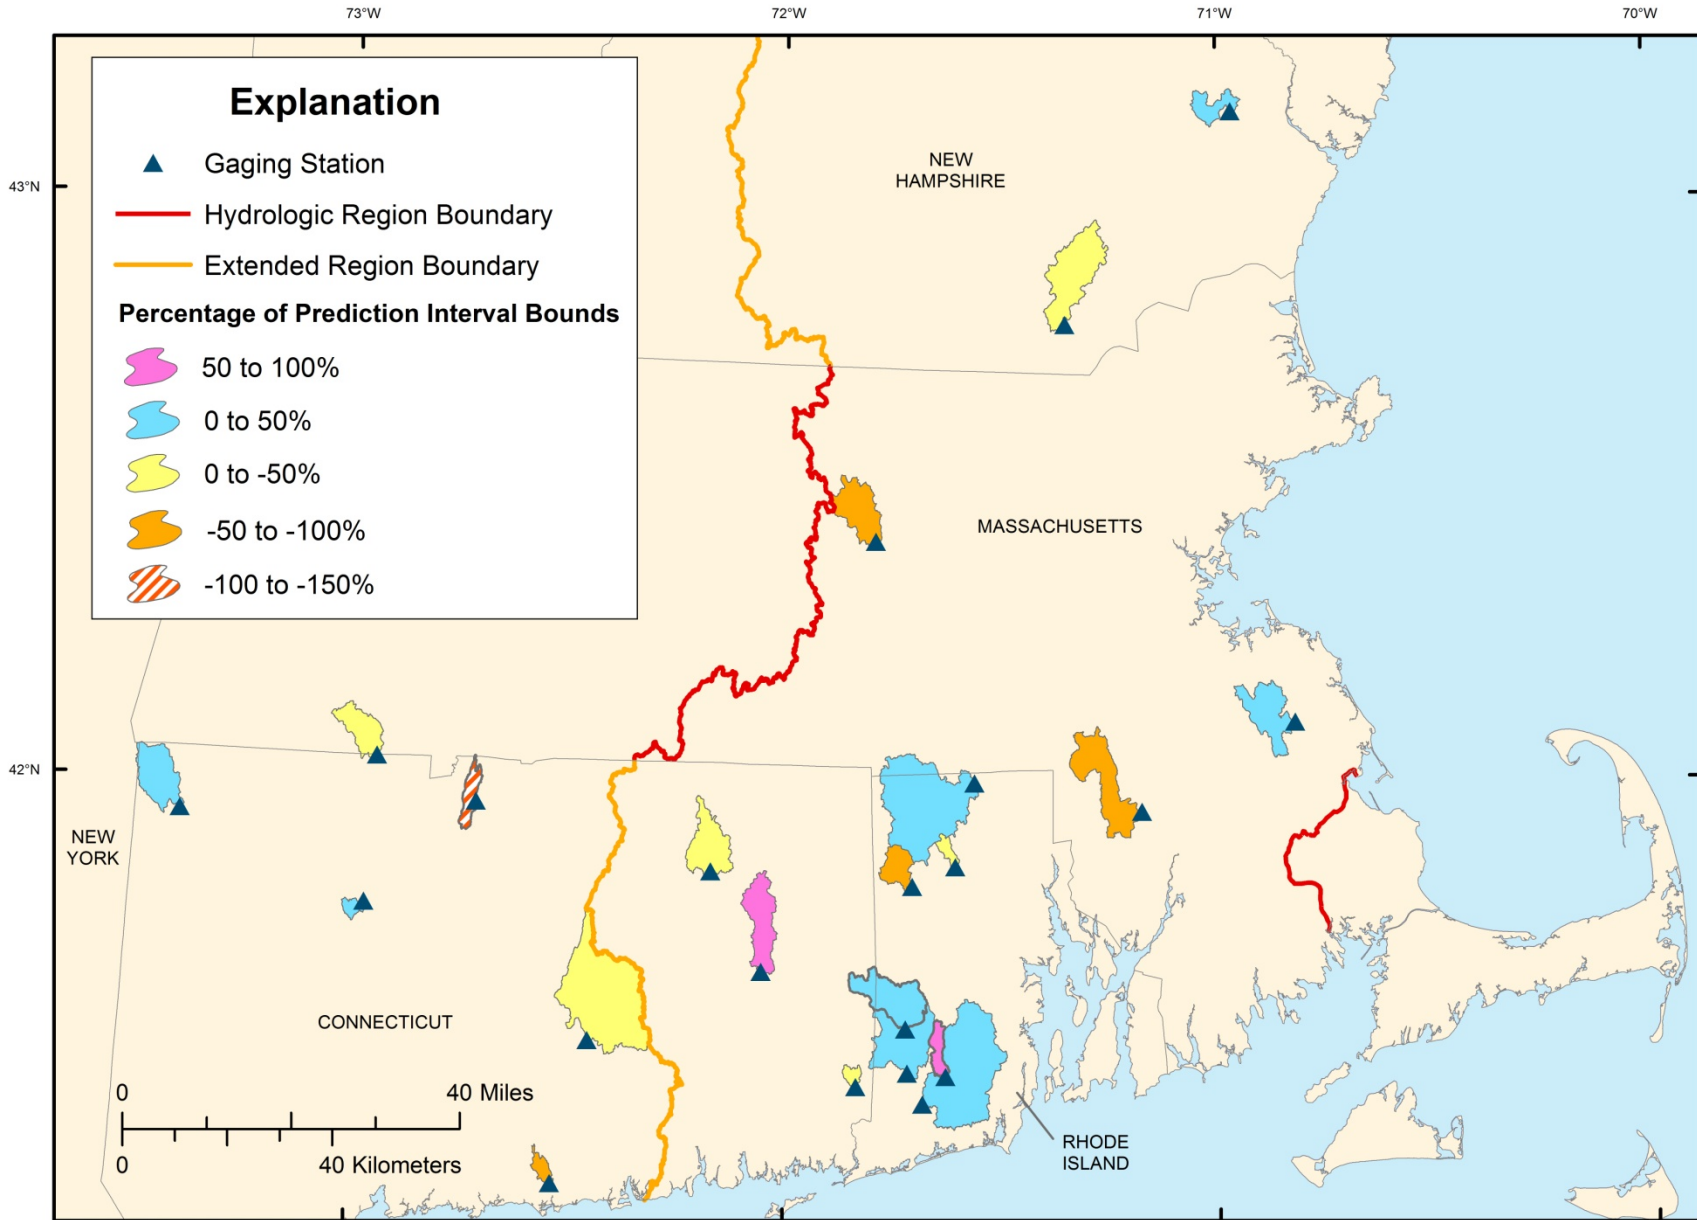 73°W
72°W
71°W
70°W
Explanation
Gaging Station
Hydrologic Region Boundary
Extended Region Boundary
Percentage of Prediction Interval Bounds
50 to 100%
0 to 50%
0 to -50%
-50 to -100%
-100 to -150%
43°N
NEW
HAMPSHIRE
MASSACHUSETTS
42°N
NEW
YORK
CONNECTICUT
0
40 Miles
0
40 Kilometers
RHODE
ISLAND